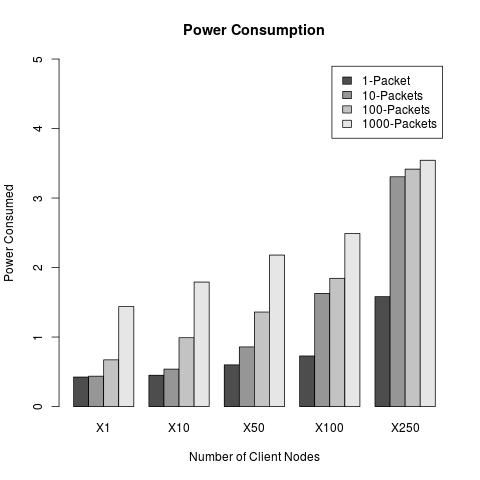 Power Consumption
5
4
3
2
1
0
Power Consumed
1-Packet
10-Packets
100-Packets
1000-Packets
X1 X10 X50 X100 X250
Number of Client Nodes